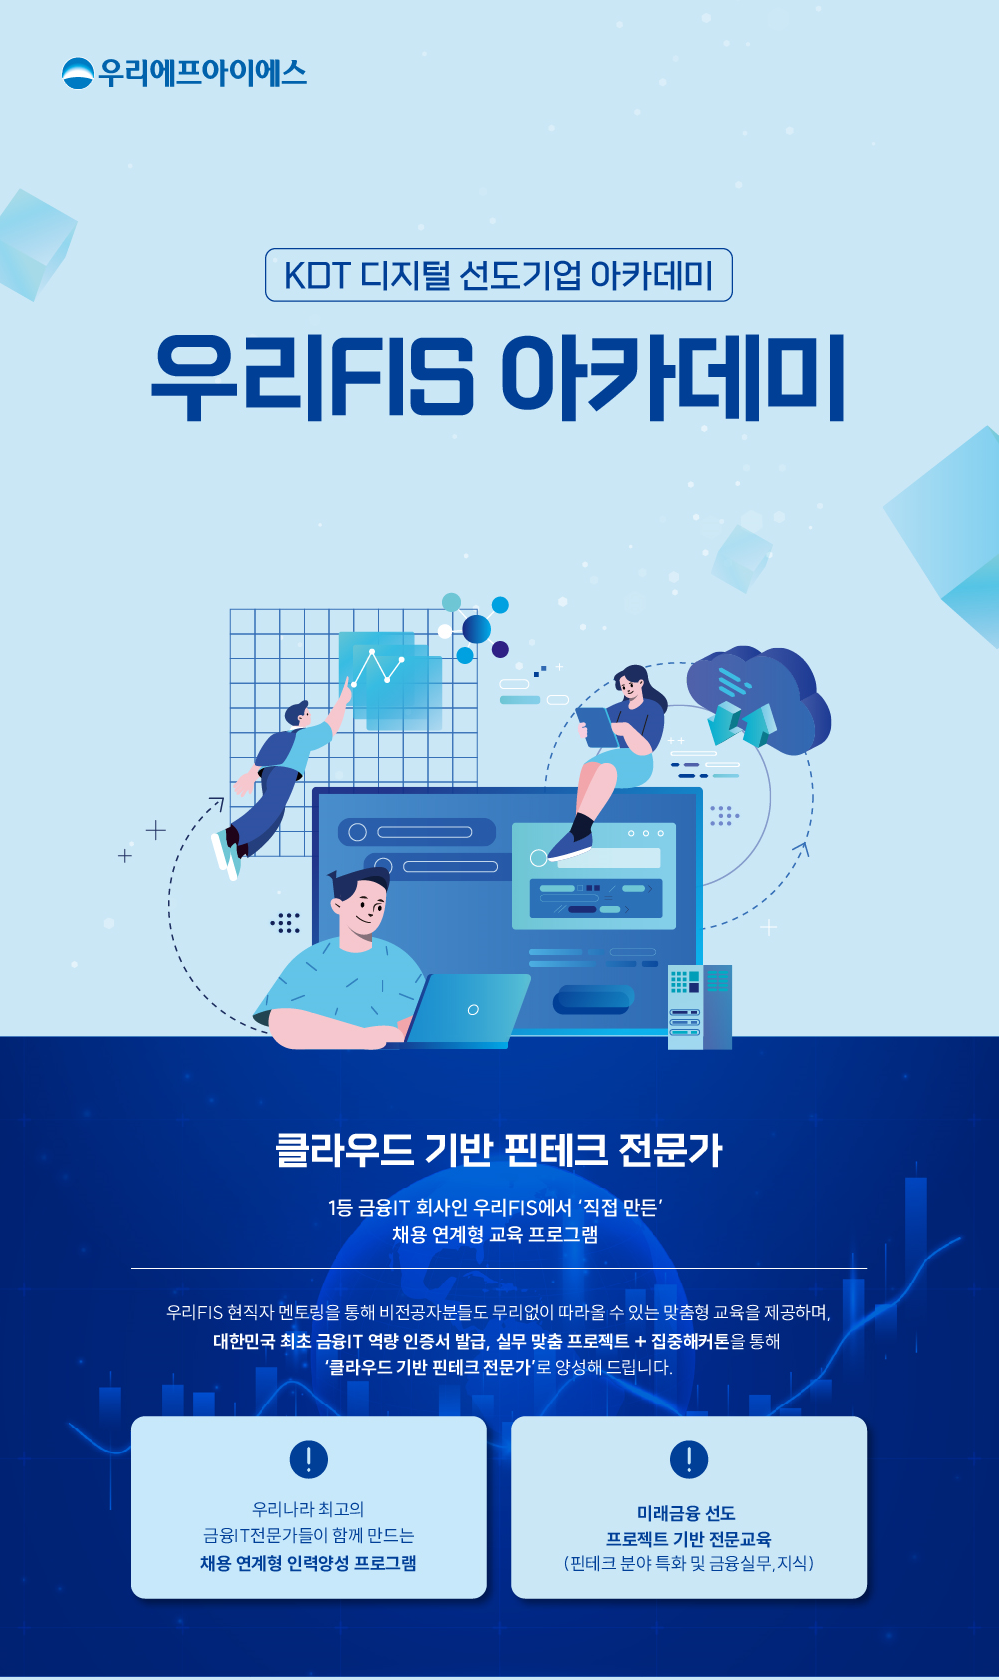 우리에프아이에스
KDT 디지털 선도기업 아카데미
우리FIS 아카데미
클라우드 기반 핀테크 전문가
1등 금융IT 회사인 우리FIS에서 ‘직접 만든’
채용 연계형 교육 프로그램
우리FIS 현직자 멘토링을 통해 비전공자분들도 무리없이 따라올 수 있는 맞춤형 교육을 제공하며,
대한민국 최초 금융IT 역량 인증서 발급, 실무 맞춤 프로젝트 + 집중해커톤을 통해
‘클라우드 기반 핀테크 전문가’로 양성해 드립니다.
우리나라 최고의
금융IT전문가들이 함께 만드는
채용 연계형 인력양성 프로그램
미래금융 선도
프로젝트 기반 전문교육
(핀테크 분야 특화 및 금융실무,지식)